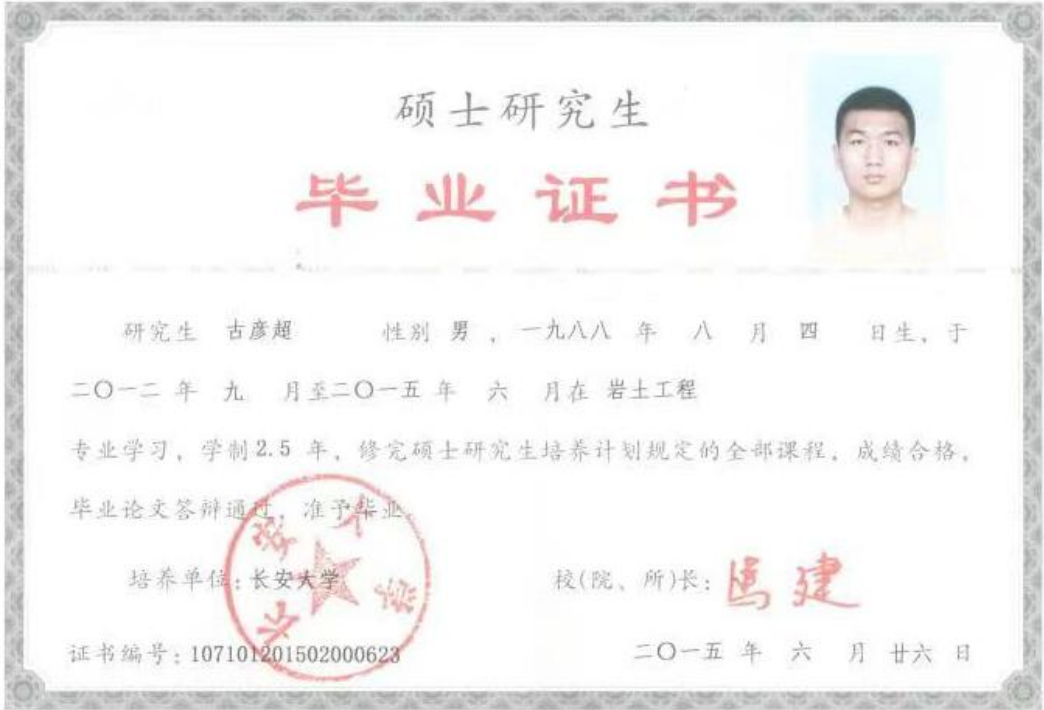 硕士研究生
毕业证书
研究生 古彦超 性别 男 ，一九八八 年 八 月 四 日生，于
二〇一二 年 九 月至二〇一五 年 六 月在 岩土工程
专业学习，学制2.5 年，修完硕士研究生培养计划规定的全部课程，成绩合格，
毕业论文答辩通过，准予毕业。
培养单位：长安大学
校(院、所)长：马建
证书编号：107101201502000623
二〇一五 年 六 月 廿六 日